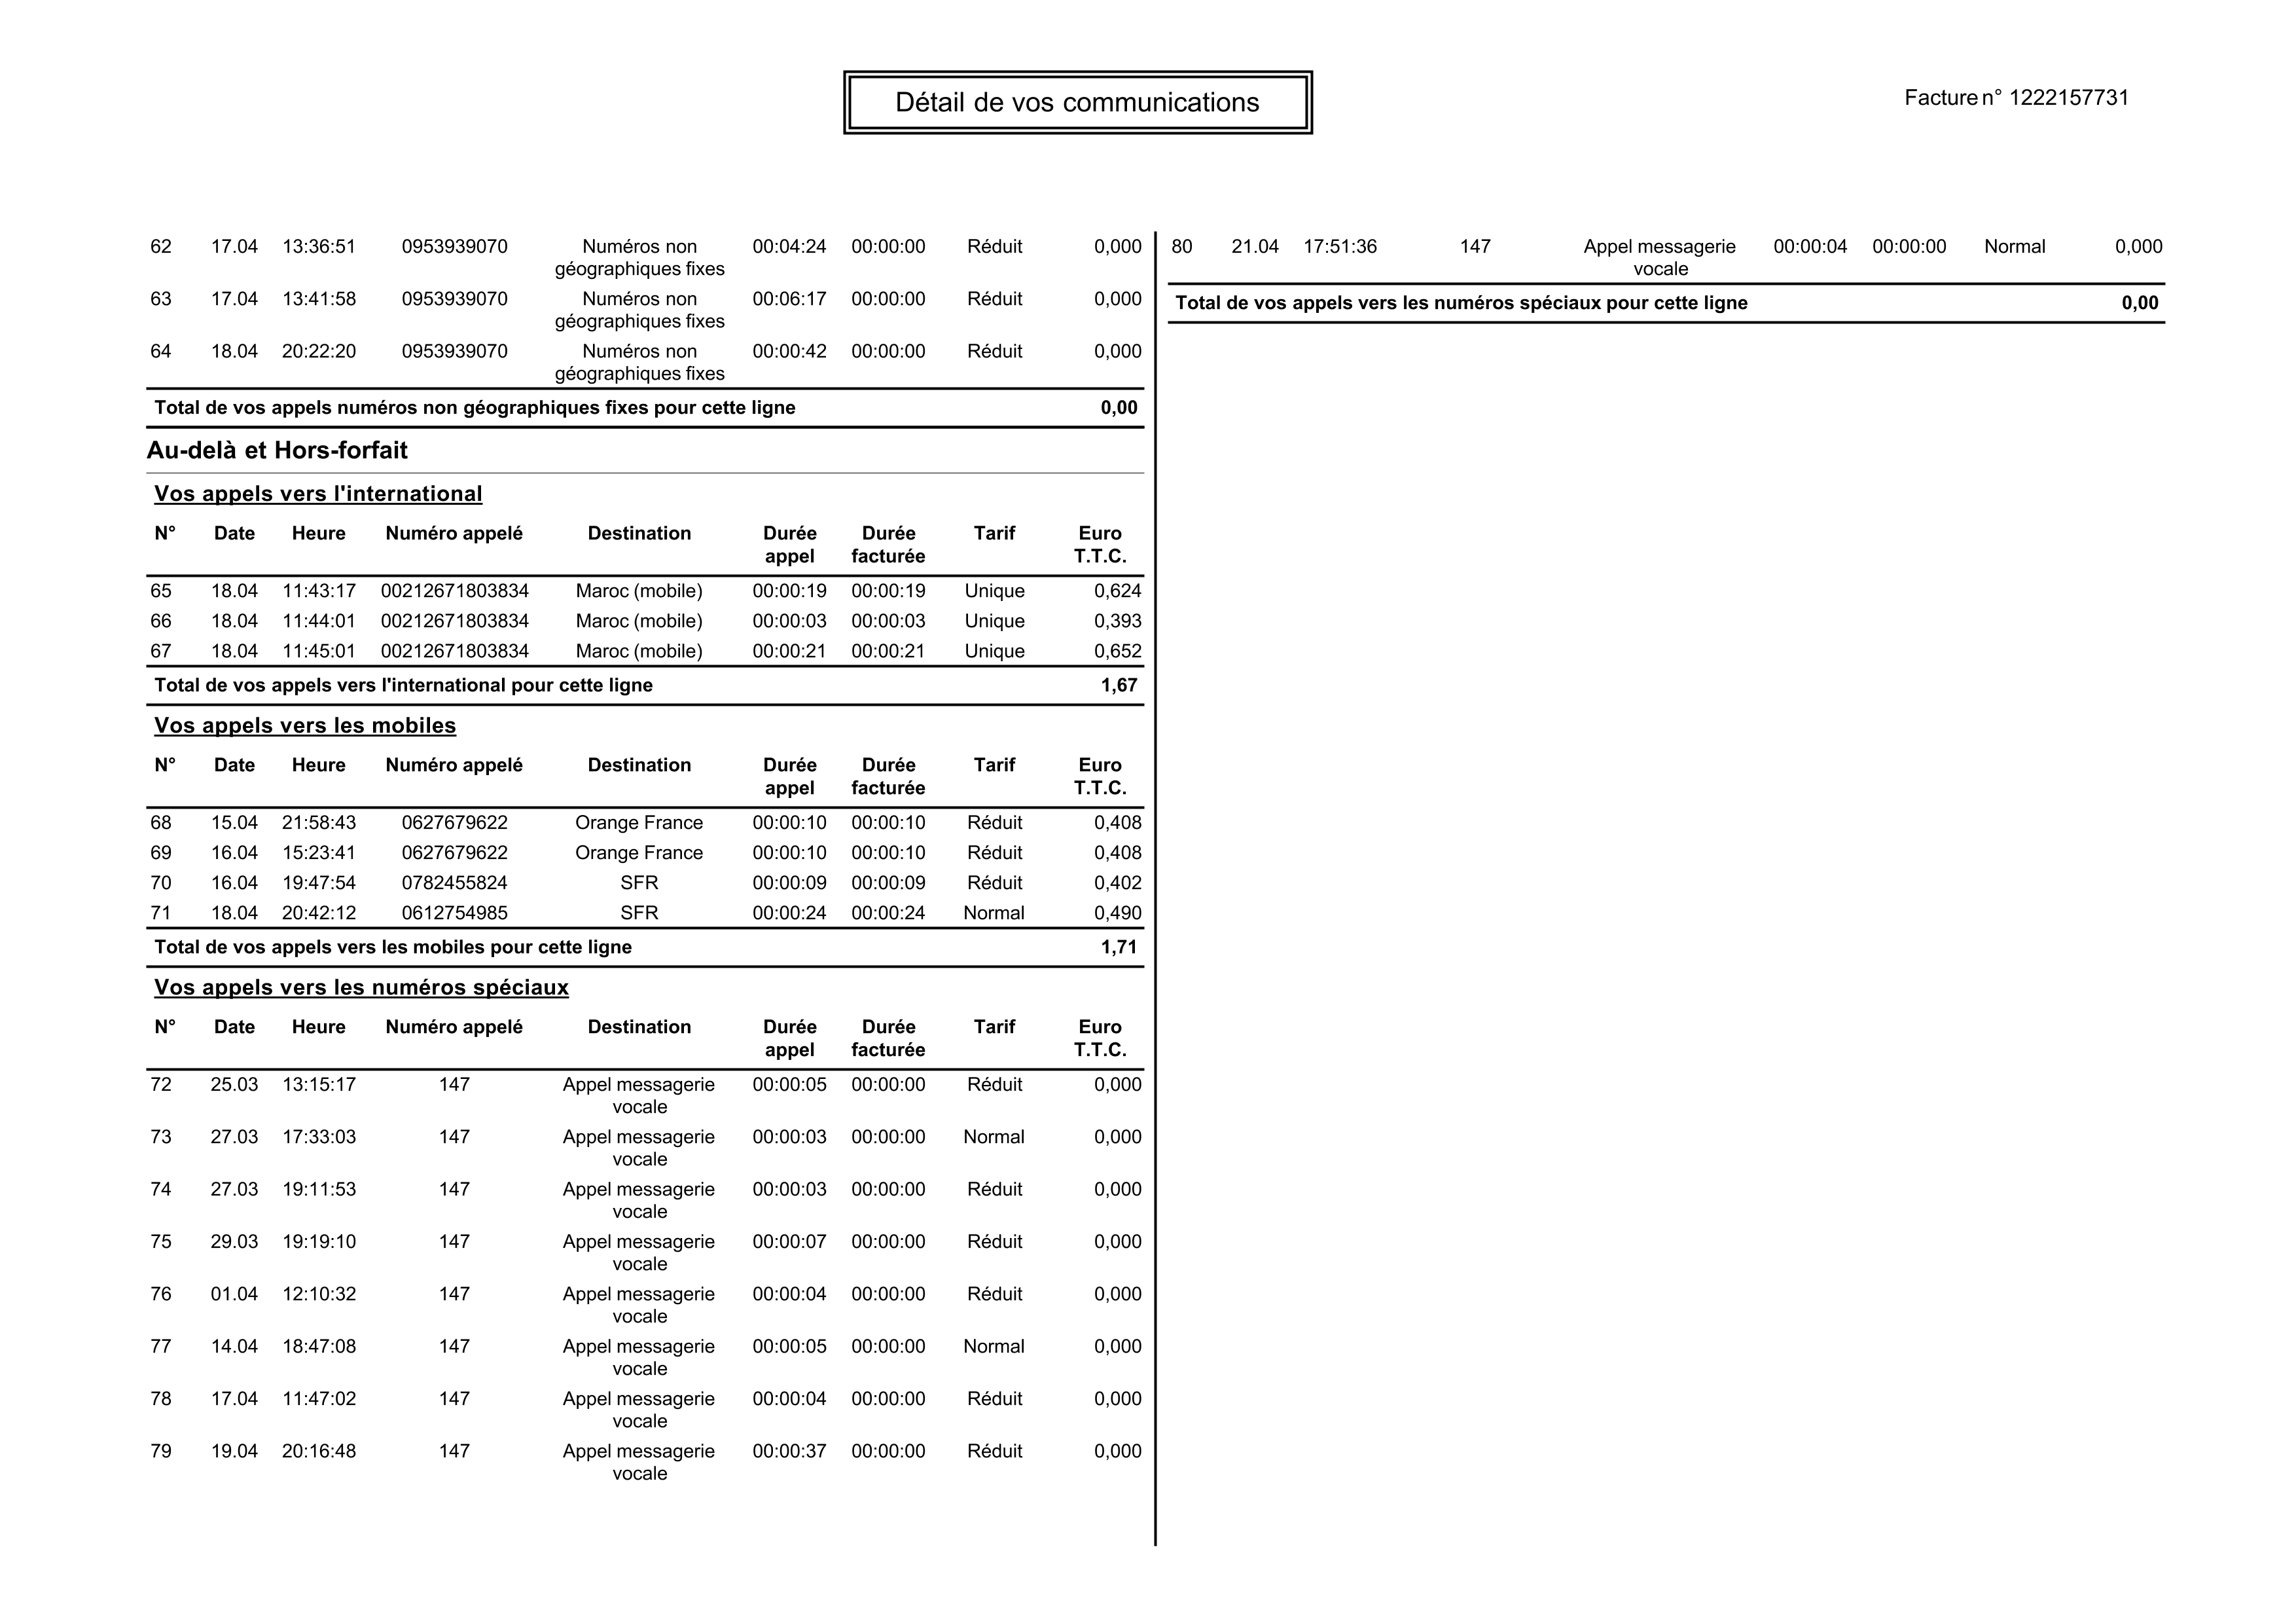 Détail de vos communications
Facture n° 1222157731
62 17.04 13:36:51 0953939070 Numéros non 00:04:24 00:00:00 Réduit 0,000
géographiques fixes
63 17.04 13:41:58 0953939070 Numéros non 00:06:17 00:00:00 Réduit 0,000
géographiques fixes
64 18.04 20:22:20 0953939070 Numéros non 00:00:42 00:00:00 Réduit 0,000
géographiques fixes
Total de vos appels numéros non géographiques fixes pour cette ligne 0,00
Au-delà et Hors-forfait
Vos appels vers l'international
N° Date Heure Numéro appelé Destination Durée Durée Tarif Euro
appel facturée T.T.C.
65 18.04 11:43:17 00212671803834 Maroc (mobile) 00:00:19 00:00:19 Unique 0,624
66 18.04 11:44:01 00212671803834 Maroc (mobile) 00:00:03 00:00:03 Unique 0,393
67 18.04 11:45:01 00212671803834 Maroc (mobile) 00:00:21 00:00:21 Unique 0,652
Total de vos appels vers l'international pour cette ligne 1,67
Vos appels vers les mobiles
N° Date Heure Numéro appelé Destination Durée Durée Tarif Euro
appel facturée T.T.C.
68 15.04 21:58:43 0627679622 Orange France 00:00:10 00:00:10 Réduit 0,408
69 16.04 15:23:41 0627679622 Orange France 00:00:10 00:00:10 Réduit 0,408
70 16.04 19:47:54 0782455824 SFR 00:00:09 00:00:09 Réduit 0,402
71 18.04 20:42:12 0612754985 SFR 00:00:24 00:00:24 Normal 0,490
Total de vos appels vers les mobiles pour cette ligne 1,71
Vos appels vers les numéros spéciaux
N° Date Heure Numéro appelé Destination Durée Durée Tarif Euro
appel facturée T.T.C.
72 25.03 13:15:17 147 Appel messagerie 00:00:05 00:00:00 Réduit 0,000
vocale
73 27.03 17:33:03 147 Appel messagerie 00:00:03 00:00:00 Normal 0,000
vocale
74 27.03 19:11:53 147 Appel messagerie 00:00:03 00:00:00 Réduit 0,000
vocale
75 29.03 19:19:10 147 Appel messagerie 00:00:07 00:00:00 Réduit 0,000
vocale
76 01.04 12:10:32 147 Appel messagerie 00:00:04 00:00:00 Réduit 0,000
vocale
77 14.04 18:47:08 147 Appel messagerie 00:00:05 00:00:00 Normal 0,000
vocale
78 17.04 11:47:02 147 Appel messagerie 00:00:04 00:00:00 Réduit 0,000
vocale
79 19.04 20:16:48 147 Appel messagerie 00:00:37 00:00:00 Réduit 0,000
vocale
80 21.04 17:51:36 147 Appel messagerie 00:00:04 00:00:00 Normal 0,000
vocale
Total de vos appels vers les numéros spéciaux pour cette ligne 0,00